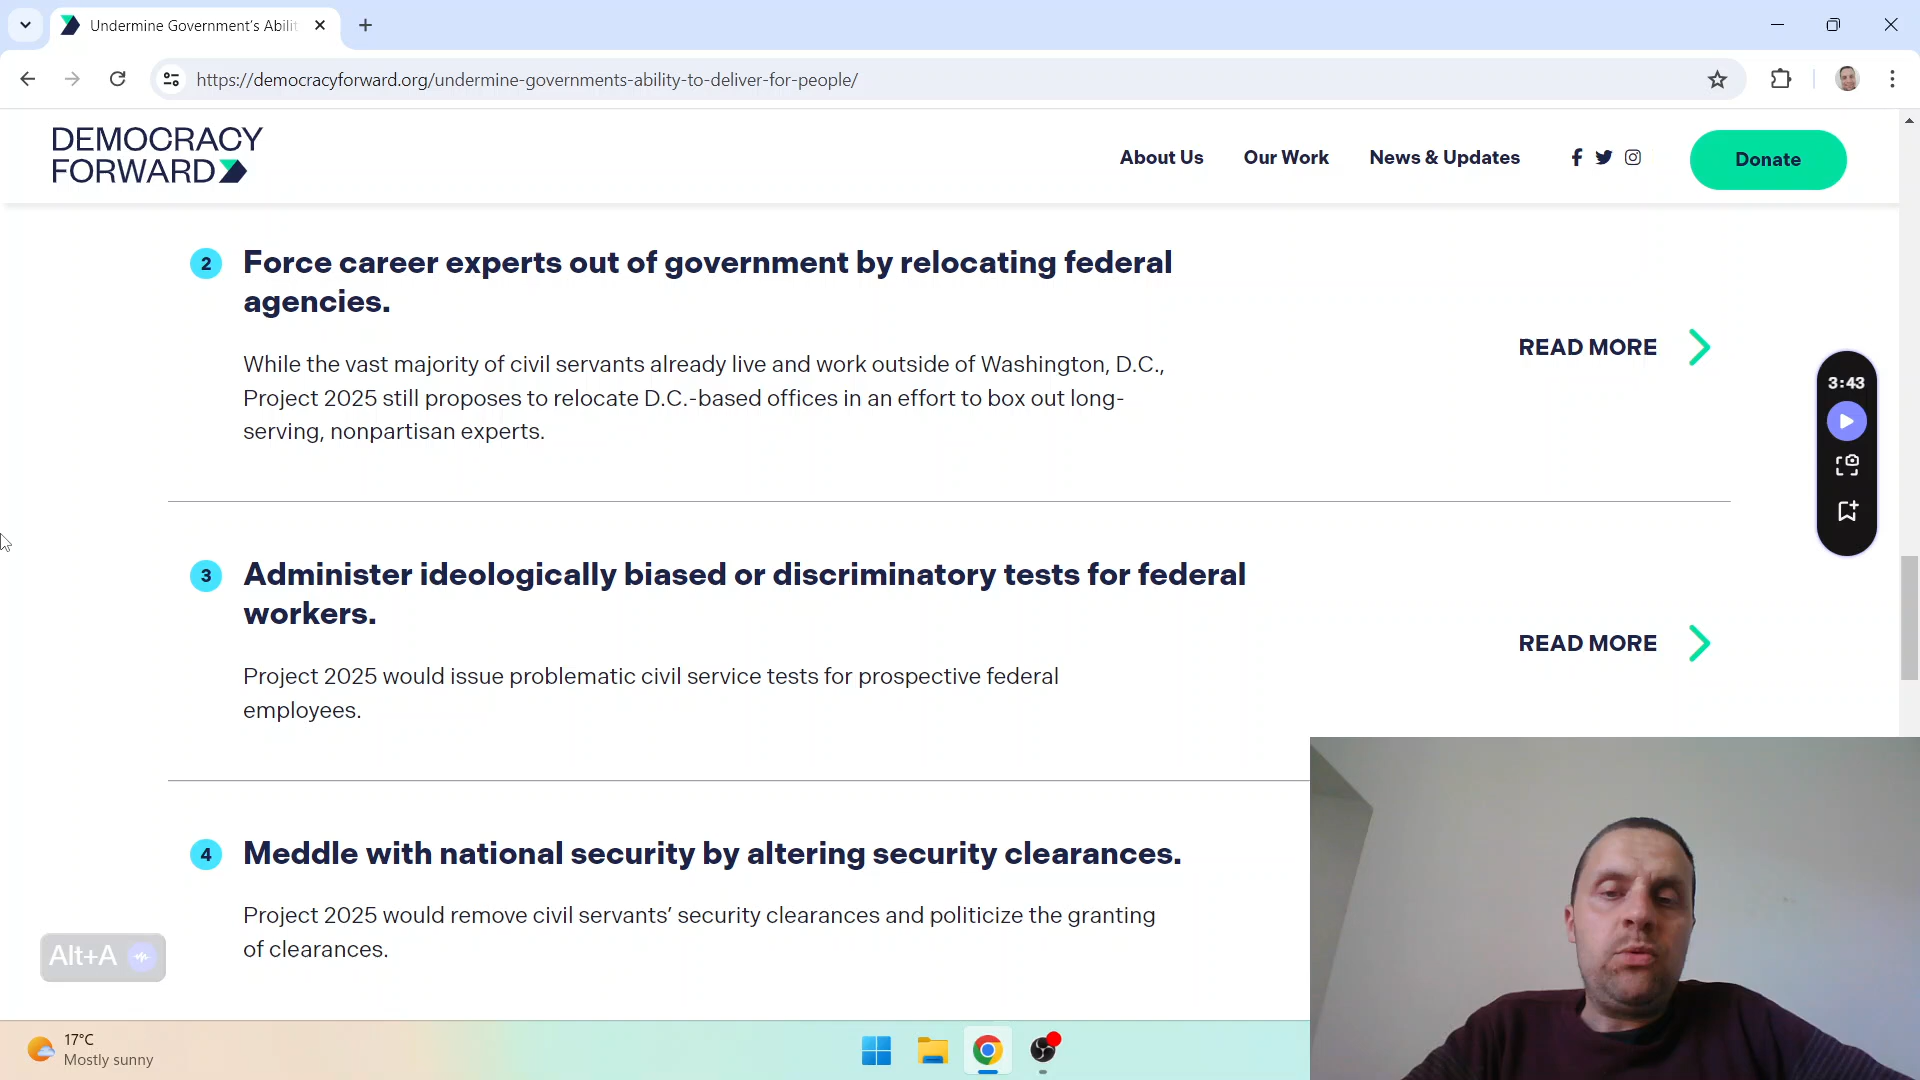 Undermine Government's Abilit
https://democracyforward.org/undermine-governments-ability-to-deliver-for-people/
DEMOCRACY
FORWARD
About Us
Our Work
News & Updates
Donate
2
Force career experts out of government by relocating federal
agencies.
While the vast majority of civil servants already live and work outside of Washington, D.C.,
Project 2025 still proposes to relocate D.C.-based offices in an effort to box out long-
serving, nonpartisan experts.
READ MORE
3:43
3
Administer ideologically biased or discriminatory tests for federal
workers.
Project 2025 would issue problematic civil service tests for prospective federal
employees.
READ MORE
4
Meddle with national security by altering security clearances.
Project 2025 would remove civil servants' security clearances and politicize the granting
of clearances.
Alt+A
17°C
Mostly sunny